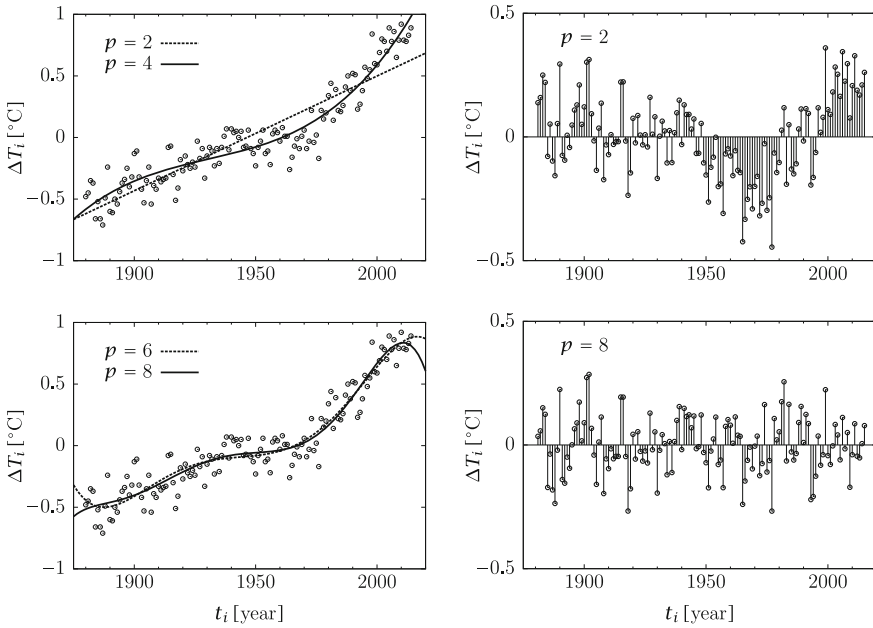 1
0.5
0
−0.5
−1
ΔT_i [°C]
p = 2
p = 4
1900
1950
2000
0.5
0
−0.5
ΔT_i [°C]
p = 2
1900
1950
2000
1
0.5
0
−0.5
−1
ΔT_i [°C]
p = 6
p = 8
1900
1950
2000
t_i [year]
0.5
0
−0.5
ΔT_i [°C]
p = 8
1900
1950
2000
t_i [year]